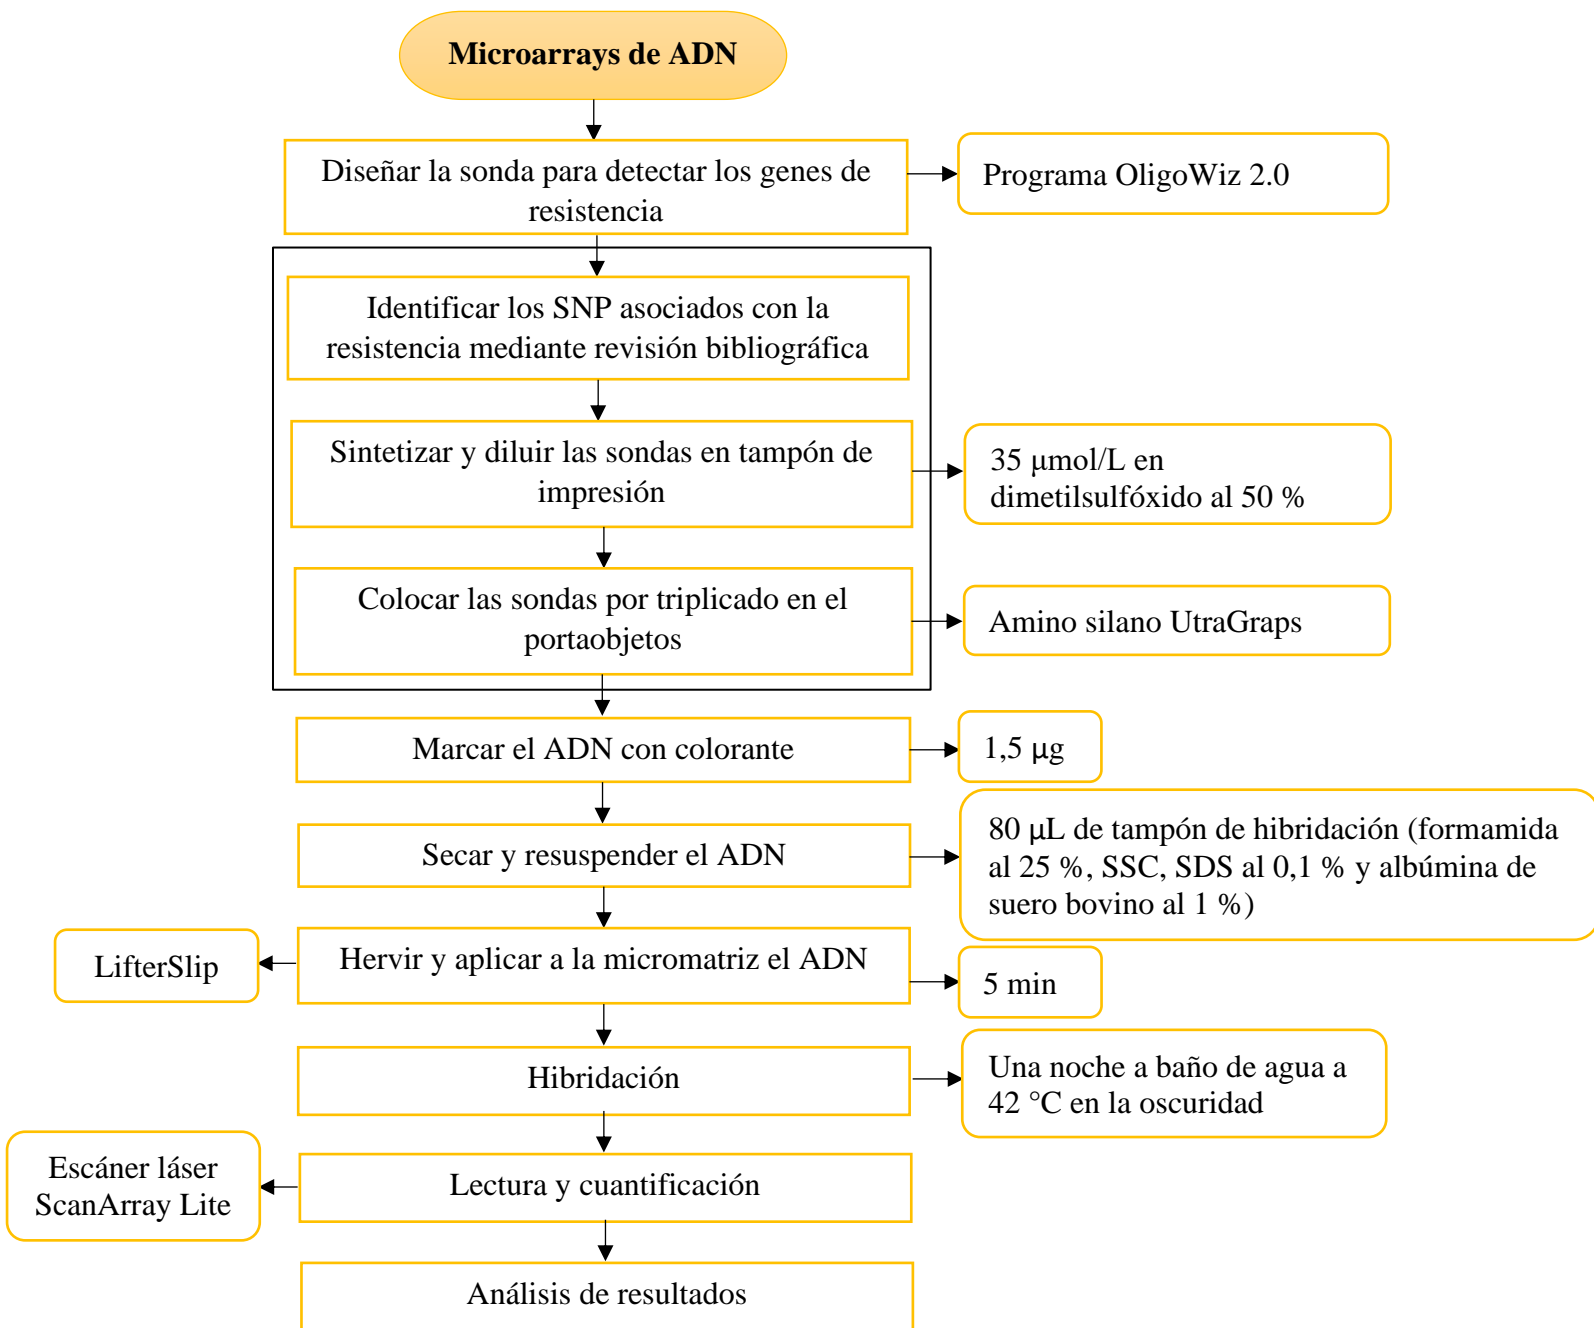 Microarrays de ADN
Diseñar la sonda para detectar los genes de
resistencia
Programa OligoWiz 2.0
Identificar los SNP asociados con la
resistencia mediante revisión bibliográfica
Sintetizar y diluir las sondas en tampón de
impresión
35 μmol/L en
dimetilsulfóxido al 50 %
Colocar las sondas por triplicado en el
portaobjetos
Amino silano UtraGraps
Marcar el ADN con colorante
1,5 μg
Secar y resuspender el ADN
80 μL de tampón de hibridación (formamida
al 25 %, SSC, SDS al 0,1 % y albúmina de
suero bovino al 1 %)
LifterSlip
Hervir y aplicar a la micromatriz el ADN
5 min
Hibridación
Una noche a baño de agua a
42 °C en la oscuridad
Escáner láser
ScanArray Lite
Lectura y cuantificación
Análisis de resultados